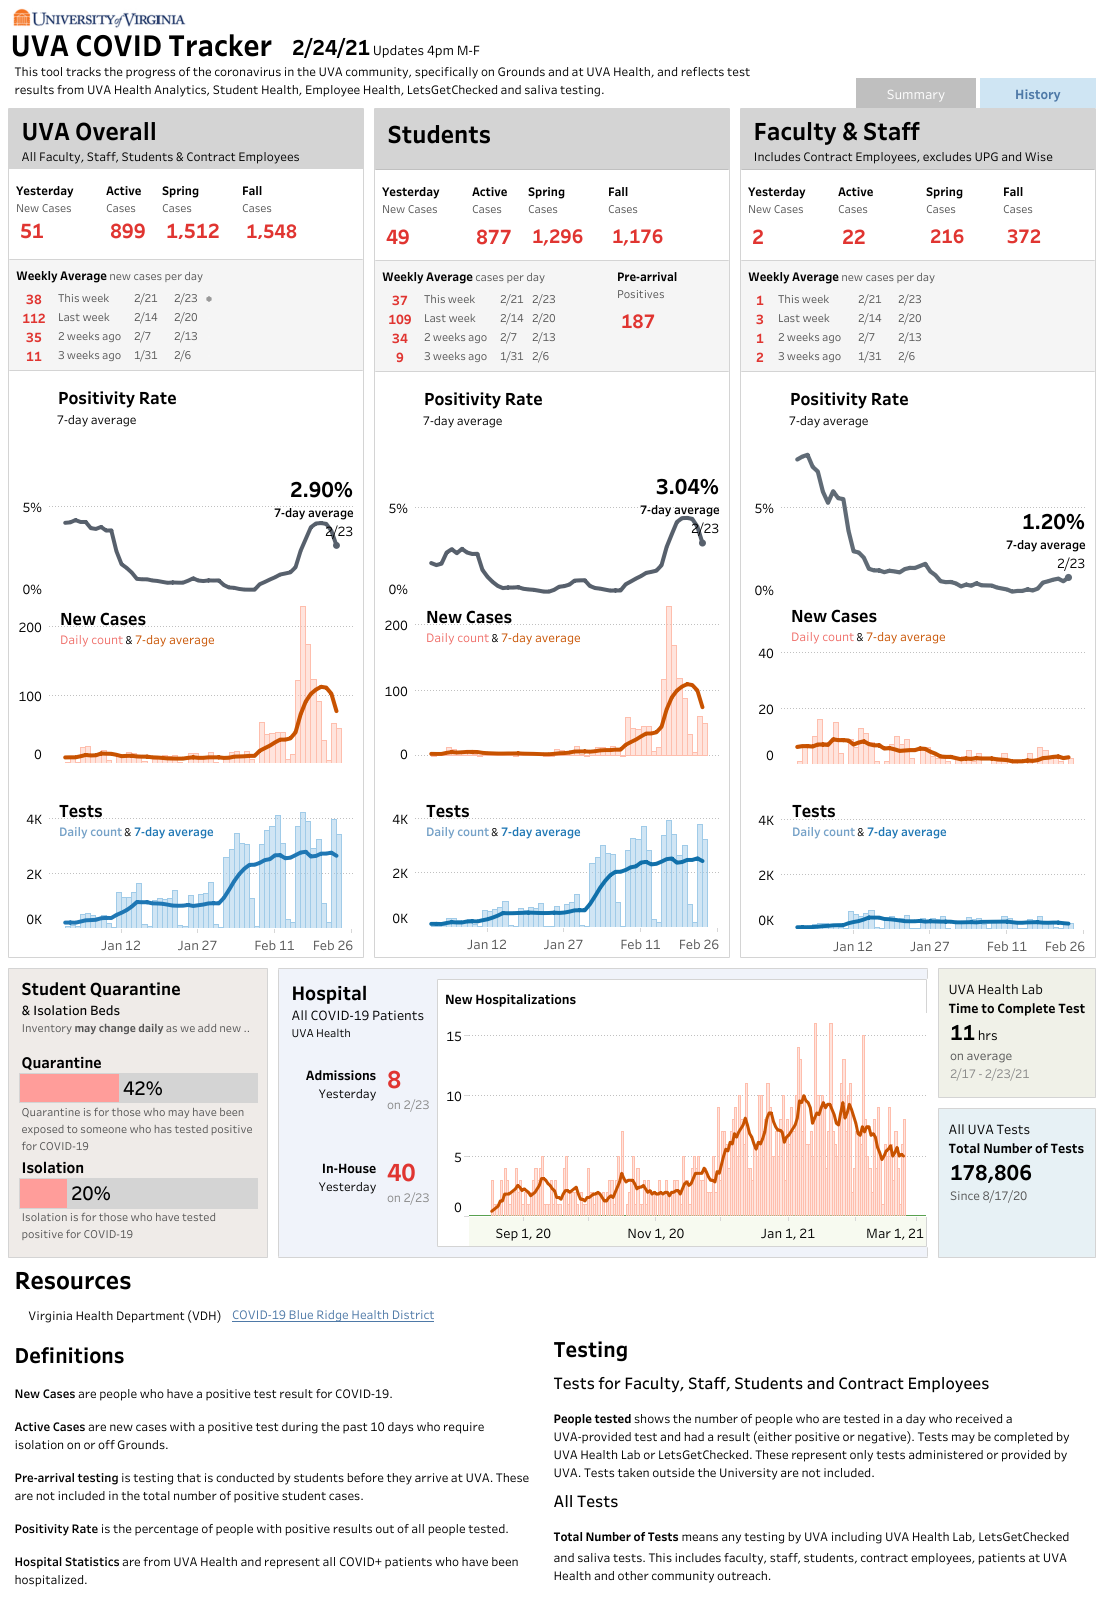 UNIVERSITY of VIRGINIA
UVA COVID Tracker 2/24/21 Updates 4pm M-F
This tool tracks the progress of the coronavirus in the UVA community, specifically on Grounds and at UVA Health, and reflects test
results from UVA Health Analytics, Student Health, Employee Health, LetsGetChecked and saliva testing.
Summary
History
UVA Overall
All Faculty, Staff, Students & Contract Employees
Yesterday Active Spring Fall
New Cases Cases Cases Cases
51 899 1,512 1,548
Weekly Average new cases per day
38 This week 2/21 2/23
112 Last week 2/14 2/20
35 2 weeks ago 2/7 2/13
11 3 weeks ago 1/31 2/6
Positivity Rate
7-day average
2.90%
7-day average
2/23
5%
0%
New Cases
Daily count & 7-day average
200
100
0
Tests
Daily count & 7-day average
4K
2K
0K
Jan 12 Jan 27 Feb 11 Feb 26
Students
Yesterday Active Spring Fall
New Cases Cases Cases Cases
49 877 1,296 1,176
Weekly Average cases per day
37 This week 2/21 2/23
109 Last week 2/14 2/20
34 2 weeks ago 2/7 2/13
9 3 weeks ago 1/31 2/6
Pre-arrival
Positives
187
Positivity Rate
7-day average
3.04%
7-day average
2/23
5%
0%
New Cases
Daily count & 7-day average
200
100
0
Tests
Daily count & 7-day average
4K
2K
0K
Jan 12 Jan 27 Feb 11 Feb 26
Faculty & Staff
Includes Contract Employees, excludes UPG and Wise
Yesterday Active Spring Fall
New Cases Cases Cases Cases
2 22 216 372
Weekly Average new cases per day
1 This week 2/21 2/23
3 Last week 2/14 2/20
1 2 weeks ago 2/7 2/13
2 3 weeks ago 1/31 2/6
Positivity Rate
7-day average
5%
1.20%
7-day average
2/23
0%
New Cases
Daily count & 7-day average
40
20
0
Tests
Daily count & 7-day average
4K
2K
0K
Jan 12 Jan 27 Feb 11 Feb 26
Student Quarantine
& Isolation Beds
Inventory may change daily as we add new ..
Quarantine
42%
Quarantine is for those who may have been
exposed to someone who has tested positive
for COVID-19
Isolation
20%
Isolation is for those who have tested
positive for COVID-19
Hospital
All COVID-19 Patients
UVA Health
Admissions 8
Yesterday on 2/23
In-House 40
Yesterday on 2/23
New Hospitalizations
15
10
5
0
Sep 1, 20 Nov 1, 20 Jan 1, 21 Mar 1, 21
UVA Health Lab
Time to Complete Test
11 hrs
on average
2/17 - 2/23/21
All UVA Tests
Total Number of Tests
178,806
Since 8/17/20
Resources
Virginia Health Department (VDH) COVID-19 Blue Ridge Health District
Definitions
New Cases are people who have a positive test result for COVID-19.
Active Cases are new cases with a positive test during the past 10 days who require
isolation on or off Grounds.
Pre-arrival testing is testing that is conducted by students before they arrive at UVA. These
are not included in the total number of positive student cases.
Positivity Rate is the percentage of people with positive results out of all people tested.
Hospital Statistics are from UVA Health and represent all COVID+ patients who have been
hospitalized.
Testing
Tests for Faculty, Staff, Students and Contract Employees
People tested shows the number of people who are tested in a day who received a
UVA-provided test and had a result (either positive or negative). Tests may be completed by
UVA Health Lab or LetsGetChecked. These represent only tests administered or provided by
UVA. Tests taken outside the University are not included.
All Tests
Total Number of Tests means any testing by UVA including UVA Health Lab, LetsGetChecked
and saliva tests. This includes faculty, staff, students, contract employees, patients at UVA
Health and other community outreach.